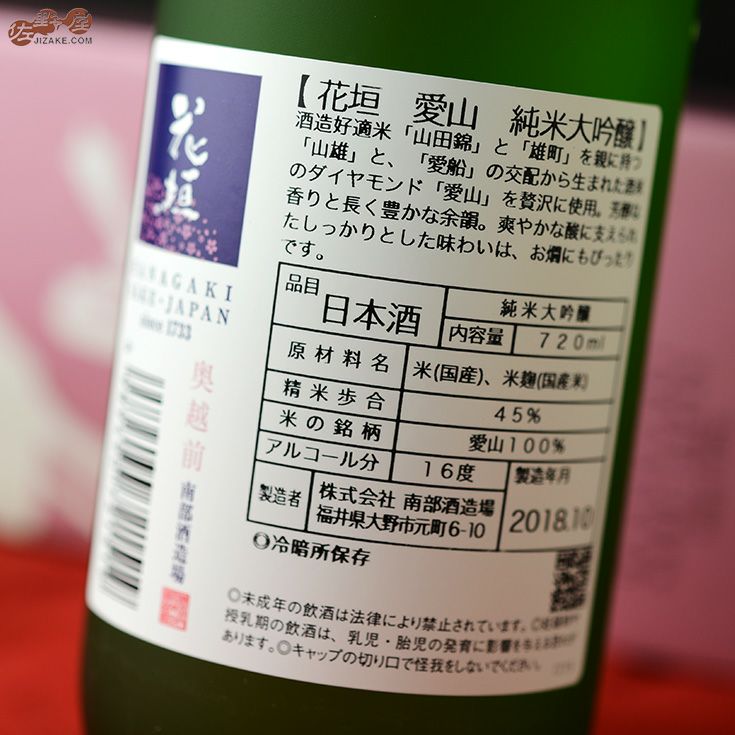 佐野屋
JIZAKE.COM
【花垣　愛山　純米大吟醸】
酒造好適米「山田錦」と「雄町」を親に持つ
「山雄」と、「愛船」の交配から生まれた酒米
のダイヤモンド「愛山」を贅沢に使用。芳醇な
香りと長く豊かな余韻。爽やかな酸に支えられ
たしっかりとした味わいは、お燗にもぴったり
です。
花垣
HANAGAKI
SAKE・JAPAN
since 1733
奥越前
南部酒造場
品目
日本酒
純米大吟醸
内容量
720ml
原材料名
米(国産)、米麹(国産米)
精米歩合
45%
米の銘柄
愛山100%
アルコール分
16度
製造年月
2018.10
製造者
株式会社 南部酒造場
福井県大野市元町6-10
冷暗所保存
◎未成年の飲酒は法律により禁止されています。◎妊娠中や
授乳期の飲酒は、乳児・胎児の発育に影響を与える
あります。◎キャップの切り口で怪我をしないでください。